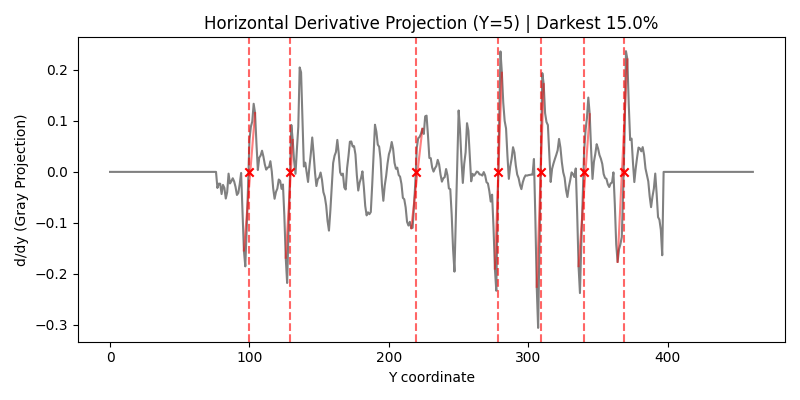 Horizontal Derivative Projection (Y=5) | Darkest 15.0%
d/dy (Gray Projection)
0.2
0.1
0.0
−0.1
−0.2
−0.3
0 100 200 300 400
Y coordinate